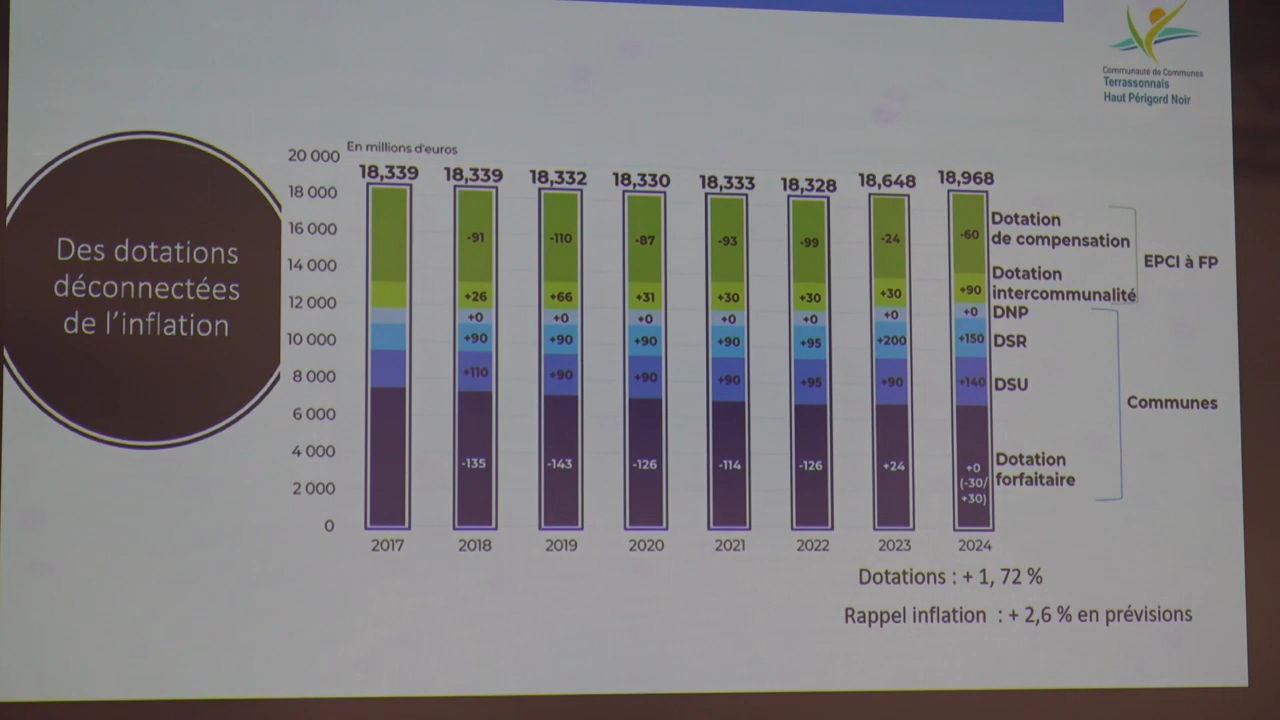 Communauté de Communes
Terrassonnais
Haut Périgord Noir
Des dotations
déconnectées
de l'inflation
En millions d'euros
20 000
18 000
16 000
14 000
12 000
10 000
8 000
6 000
4 000
2 000
0
18,339 18,339 18,332 18,330 18,333 18,328 18,648 18,968
-91 -110 -87 -93 -99 -24 -60
+26 +66 +31 +30 +30 +30 +90
+0 +0 +0 +0 +0 +0 +0
+90 +90 +90 +90 +95 +200 +150
+110 +90 +90 +90 +95 +90 +140
-135 -143 -126 -114 -126 +24 +0
(-30/
+30)
2017 2018 2019 2020 2021 2022 2023 2024
Dotation
de compensation
Dotation
intercommunalité
EPCI à FP
DNP
DSR
DSU
Dotation
forfaitaire
Communes
Dotations : + 1, 72 %
Rappel inflation : + 2,6 % en prévisions